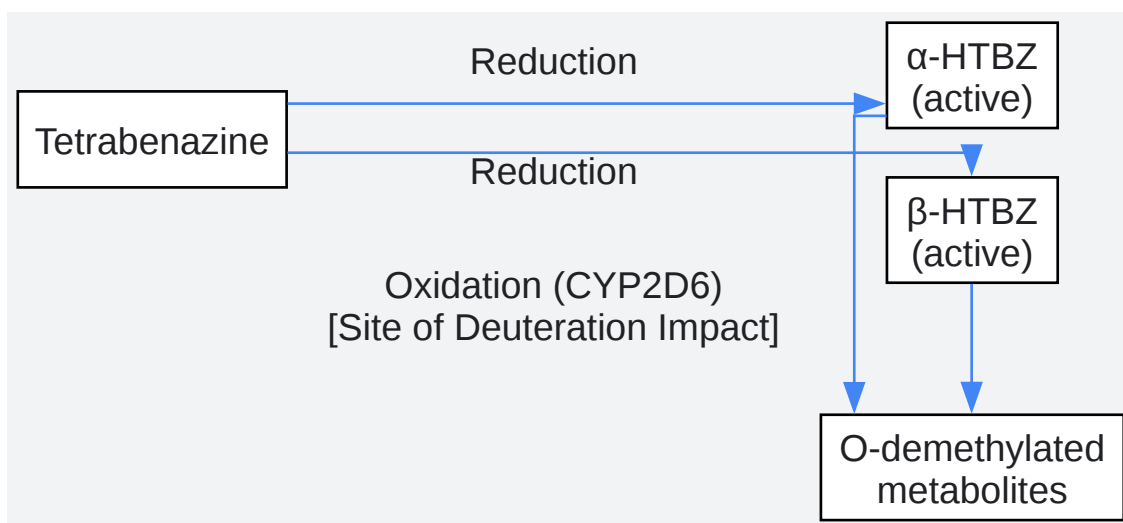 Reduction
α-HTBZ
(active)
Tetrabenazine
Reduction
β-HTBZ
(active)
Oxidation (CYP2D6)
[Site of Deuteration Impact]
O-demethylated
metabolites